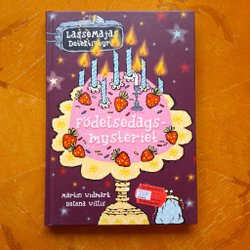 LasseMajas
Detektivbyrå
Födelsedags-
mysteriet
Martin Widmark
Helena Willis